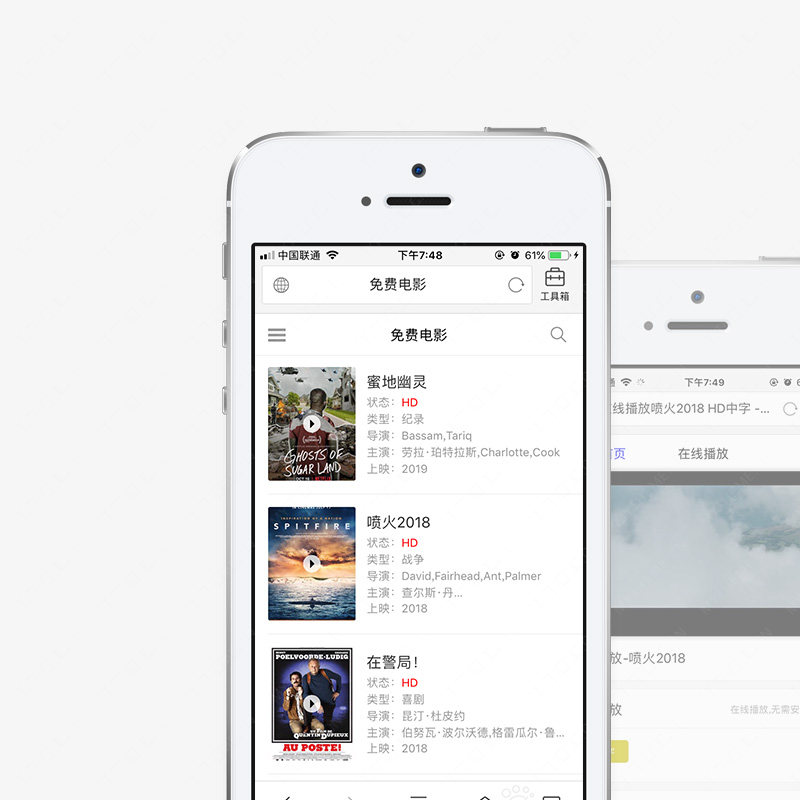 中国联通
下午7:48
61%
免费电影
工具箱
免费电影
GHOSTS OF
SUGAR LAND
蜜地幽灵
状态：HD
类型：纪录
导演：Bassam,Tariq
主演：劳拉·珀特拉斯,Charlotte,Cook
上映：2019
SPITFIRE
喷火2018
状态：HD
类型：战争
导演：David,Fairhead,Ant,Palmer
主演：查尔斯·丹...
上映：2018
POELVOORDE·LUDIG
QUENTIN DUPIEUX
AU POSTE!
在警局！
状态：HD
类型：喜剧
导演：昆汀·杜皮约
主演：伯努瓦·波尔沃德,格雷瓜尔·鲁...
上映：2018
下午7:49
线播放喷火2018 HD中字 -...
页
在线播放
放-喷火2018
放
在线播放,无需安